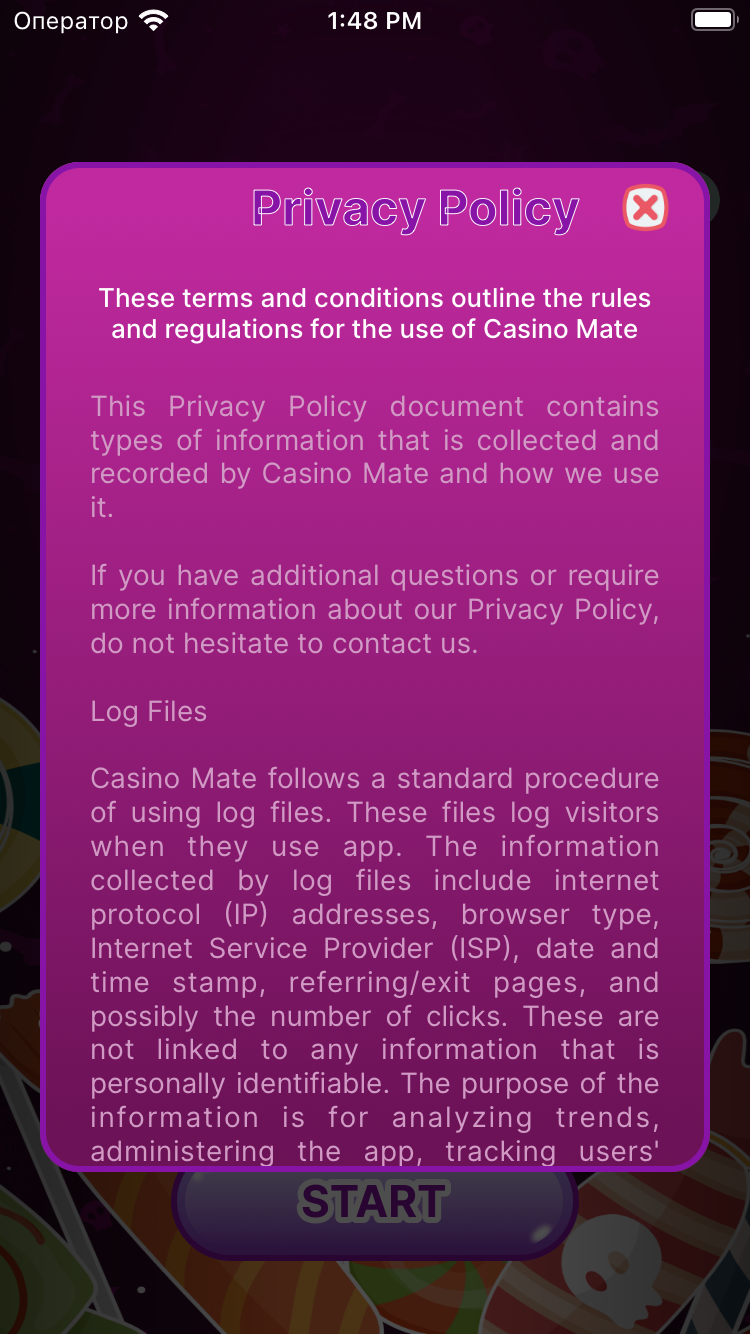 Оператор 1:48 PM
Privacy Policy
These terms and conditions outline the rules
and regulations for the use of Casino Mate
This Privacy Policy document contains
types of information that is collected and
recorded by Casino Mate and how we use
it.
If you have additional questions or require
more information about our Privacy Policy,
do not hesitate to contact us.
Log Files
Casino Mate follows a standard procedure
of using log files. These files log visitors
when they use app. The information
collected by log files include internet
protocol (IP) addresses, browser type,
Internet Service Provider (ISP), date and
time stamp, referring/exit pages, and
possibly the number of clicks. These are
not linked to any information that is
personally identifiable. The purpose of the
information is for analyzing trends,
administering the app, tracking users'
START